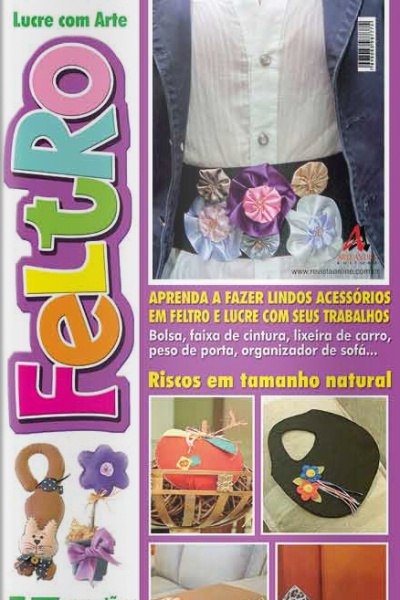 Lucre com Arte
FeltRo
www.revistaonline.com.br
APRENDA A FAZER LINDOS ACESSÓRIOS
EM FELTRO E LUCRE COM SEUS TRABALHOS
Bolsa, faixa de cintura, lixeira de carro,
peso de porta, organizador de sofá...
Riscos em tamanho natural